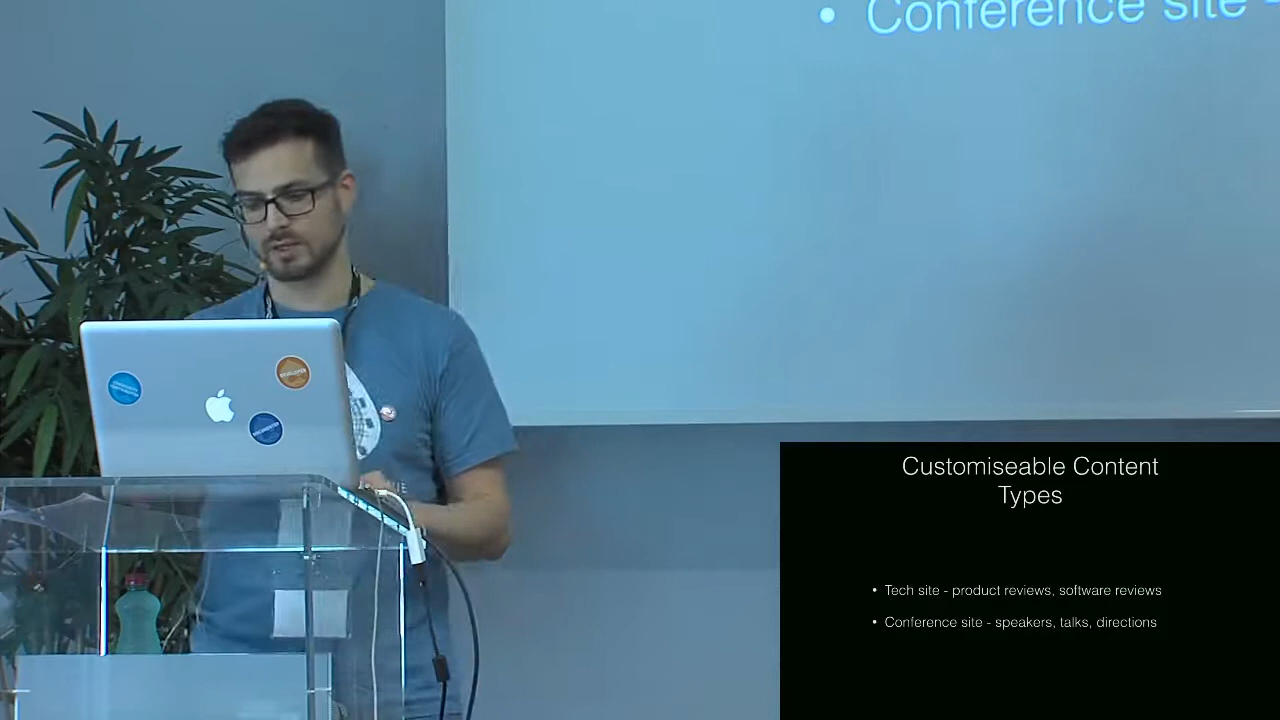 • Conference site -
Customiseable Content
Types
• Tech site - product reviews, software reviews
• Conference site - speakers, talks, directions